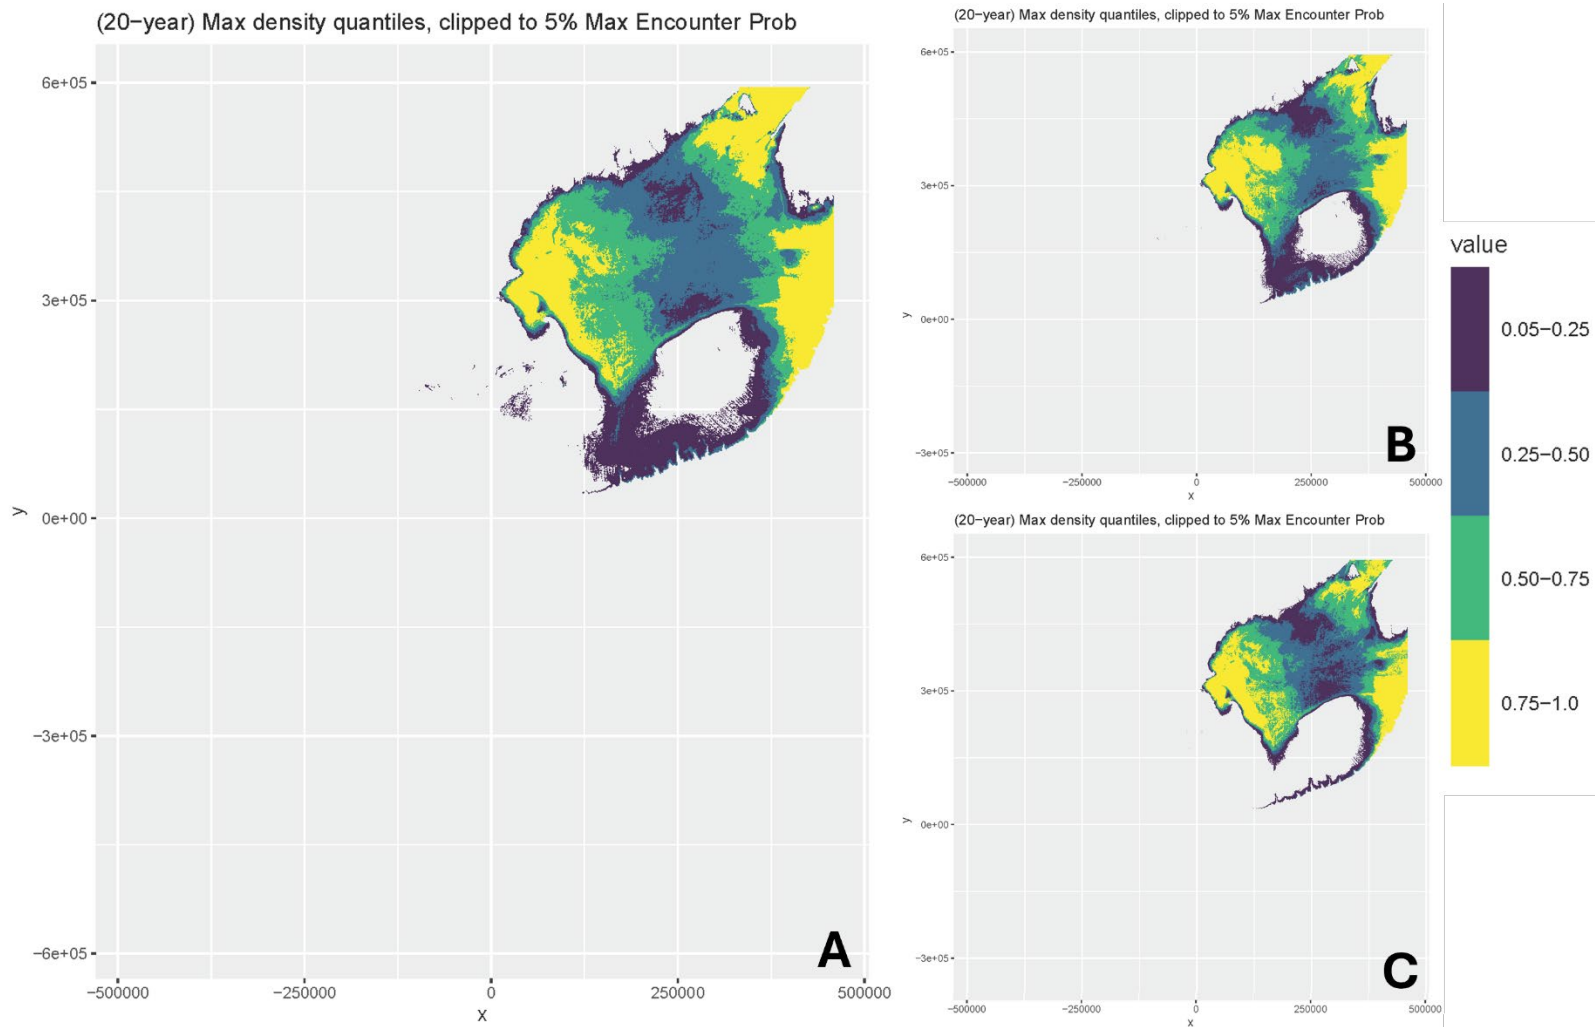 (20−year) Max density quantiles, clipped to 5% Max Encounter Prob
6e+05
3e+05
0e+00
−3e+05
−6e+05
y
−500000
−250000
0
250000
500000
x
A
(20−year) Max density quantiles, clipped to 5% Max Encounter Prob
6e+05
3e+05
0e+00
−3e+05
y
−500000
−250000
0
250000
500000
x
B
(20−year) Max density quantiles, clipped to 5% Max Encounter Prob
6e+05
3e+05
0e+00
−3e+05
y
−500000
−250000
0
250000
500000
x
C
value
0.05−0.25
0.25−0.50
0.50−0.75
0.75−1.0